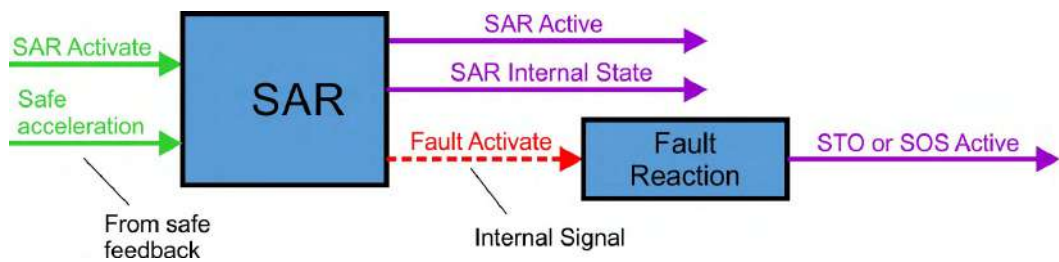 SAR Activate
Safe
acceleration
From safe
feedback
SAR
SAR Active
SAR Internal State
Fault Activate
Internal Signal
Fault
Reaction
STO or SOS Active